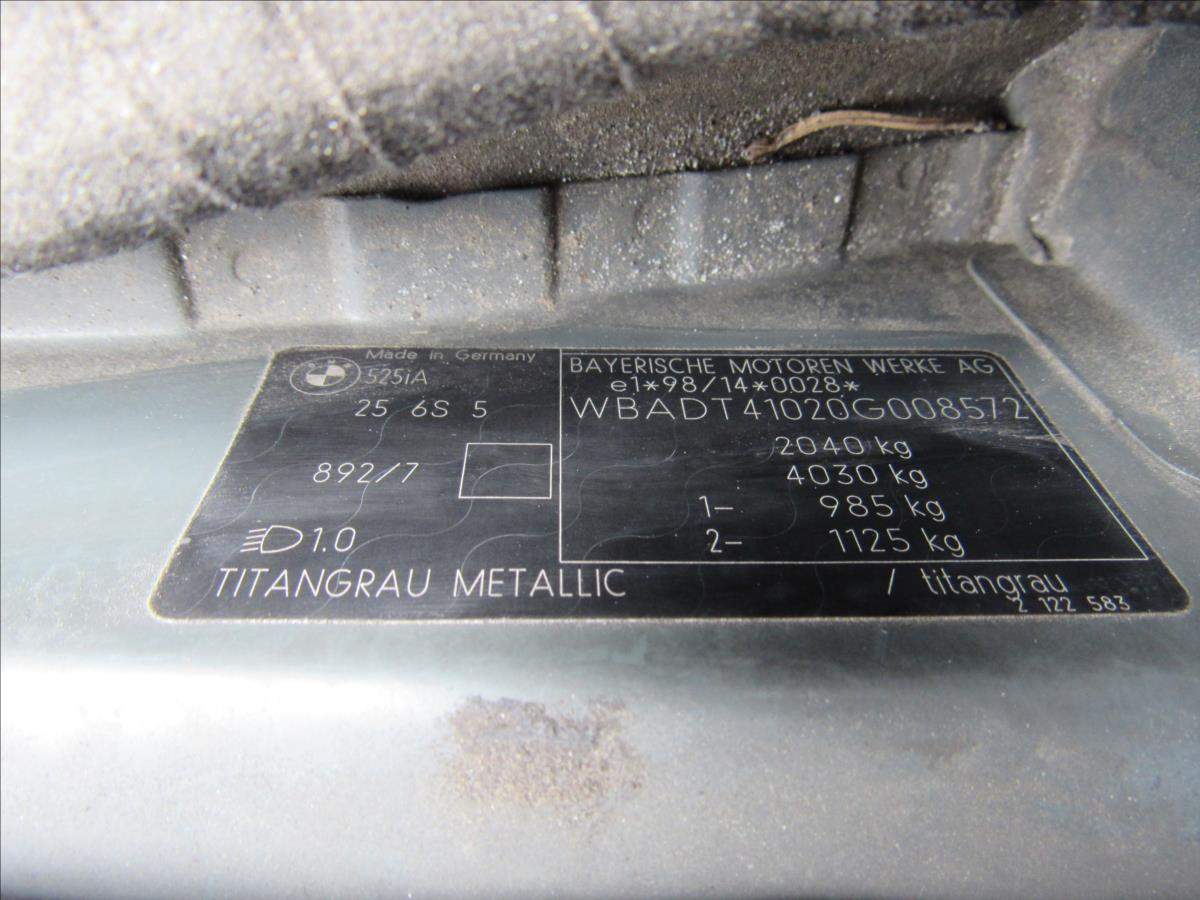 Made in Germany
525iA
25 6S 5
892/7
1.0
BAYERISCHE MOTOREN WERKE AG
e1*98/14*0028*
WBADT41020G008572
2040 kg
4030 kg
1- 985 kg
2- 1125 kg
TITANGRAU METALLIC / titangrau
2 122 583